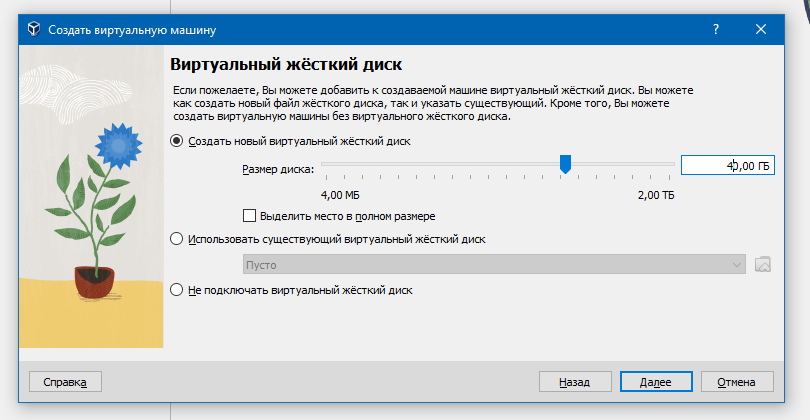 Создать виртуальную машину
Виртуальный жёсткий диск
Если пожелаете, Вы можете добавить к создаваемой машине виртуальный жёсткий диск. Вы можете
как создать новый файл жёсткого диска, так и указать существующий. Кроме того, Вы можете
создать виртуальную машины без виртуального жёсткого диска.
Создать новый виртуальный жёсткий диск
Размер диска:
40,00 ГБ
4,00 МБ
2,00 ТБ
Выделить место в полном размере
Использовать существующий виртуальный жёсткий диск
Пусто
Не подключать виртуальный жёсткий диск
Справка
Назад
Далее
Отмена